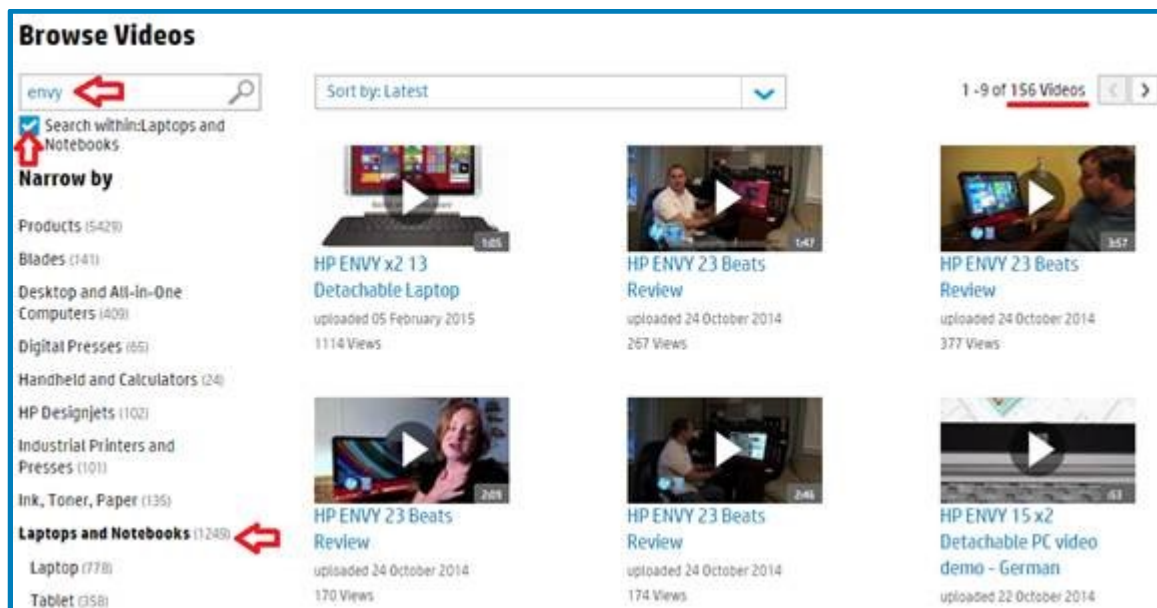 Browse Videos
envy
Search within:Laptops and
Notebooks
Narrow by
Products (5429)
Blades (141)
Desktop and All-in-One
Computers (409)
Digital Presses (65)
Handheld and Calculators (24)
HP Designjets (102)
Industrial Printers and
Presses (101)
Ink, Toner, Paper (135)
Laptops and Notebooks (1249)
Laptop (778)
Tablet (358)
Sort by: Latest
1 -9 of 156 Videos
1:05
HP ENVY x2 13
Detachable Laptop
uploaded 05 February 2015
1114 Views
1:47
HP ENVY 23 Beats
Review
uploaded 24 October 2014
267 Views
3:57
HP ENVY 23 Beats
Review
uploaded 24 October 2014
377 Views
2:09
HP ENVY 23 Beats
Review
uploaded 24 October 2014
170 Views
2:46
HP ENVY 23 Beats
Review
uploaded 24 October 2014
174 Views
:53
HP ENVY 15 x2
Detachable PC video
demo - German
uploaded 22 October 2014